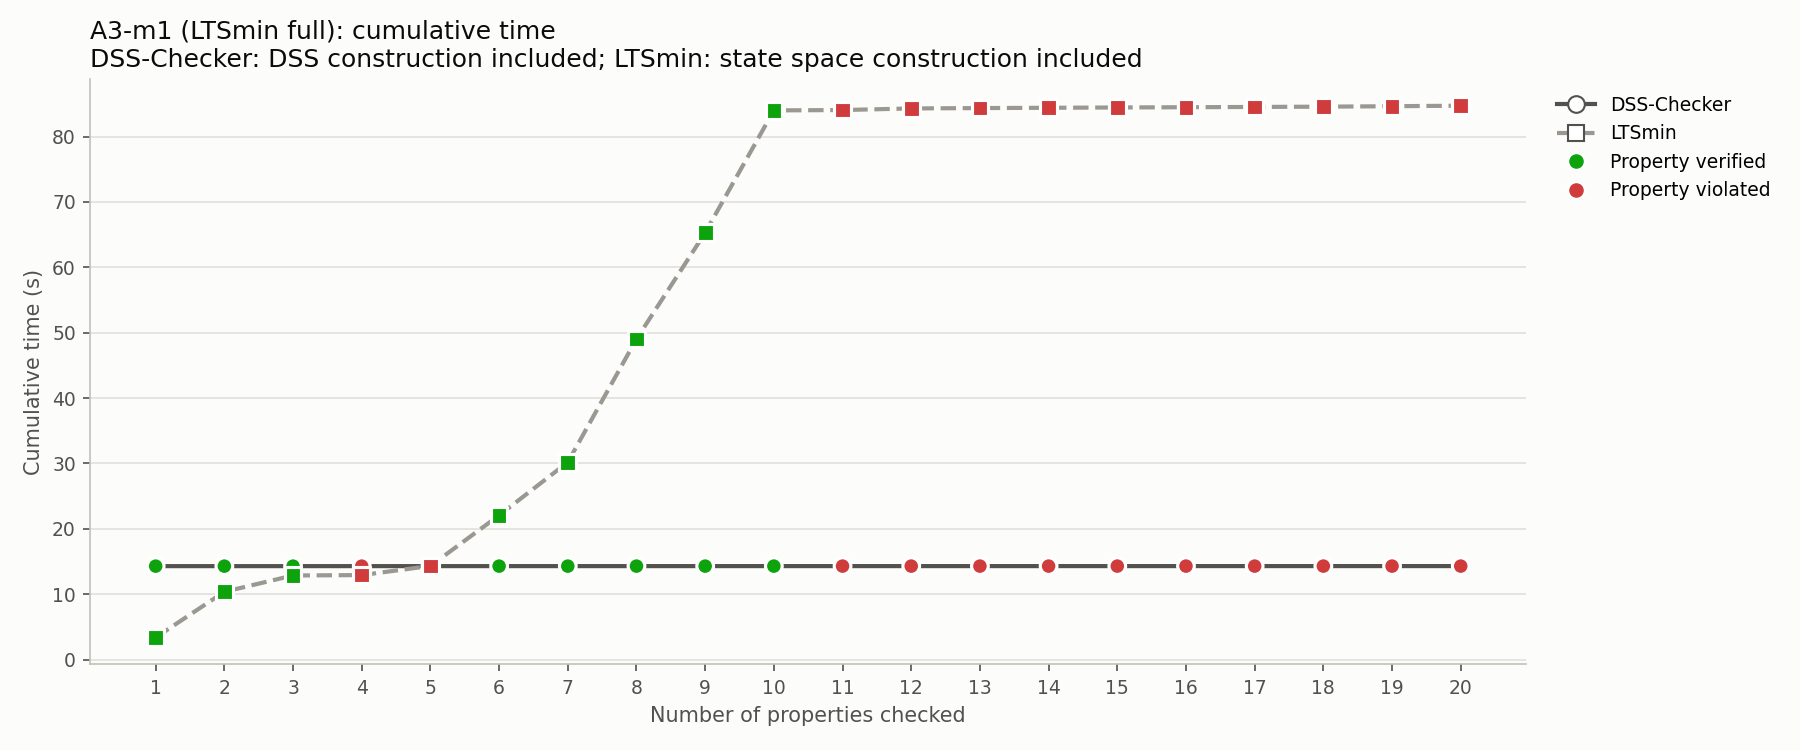 A3-m1 (LTSmin full): cumulative time
DSS-Checker: DSS construction included; LTSmin: state space construction included
DSS-Checker
LTSmin
Property verified
Property violated
Cumulative time (s)
80
70
60
50
40
30
20
10
0
1 2 3 4 5 6 7 8 9 10 11 12 13 14 15 16 17 18 19 20
Number of properties checked